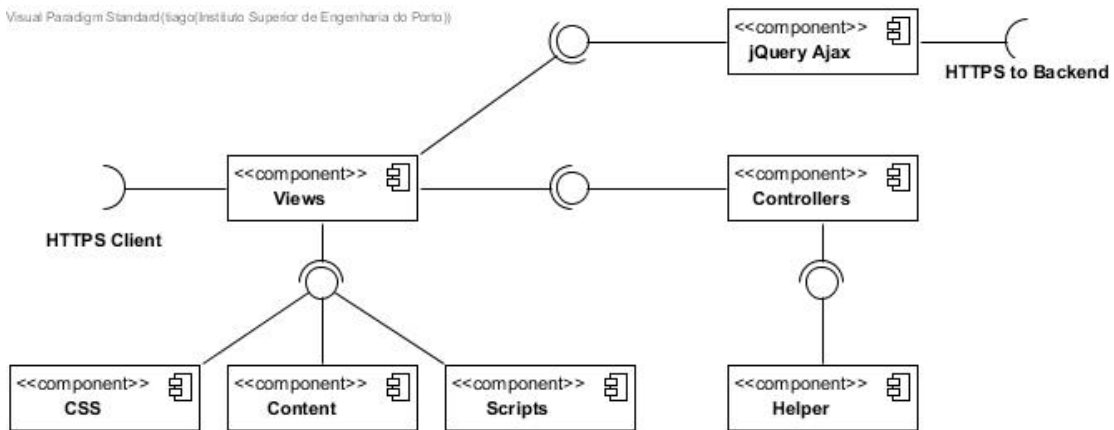 Visual Paradigm Standard(tiago(Instituto Superior de Engenharia do Porto))
<<component>>
jQuery Ajax
HTTPS to Backend
<<component>>
Views
<<component>>
Controllers
HTTPS Client
<<component>>
CSS
<<component>>
Content
<<component>>
Scripts
<<component>>
Helper